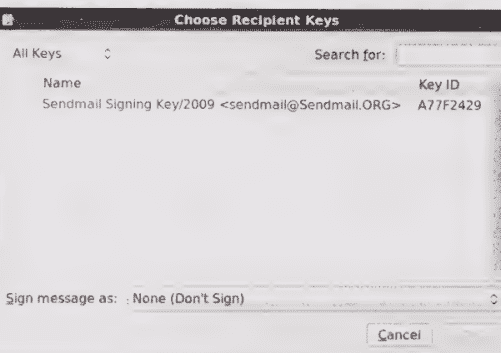 Choose Recipient Keys
All Keys Search for:
Name Key ID
Sendmail Signing Key/2009 <sendmail@Sendmail.ORG> A77F2429
Sign message as: None (Don't Sign)
Cancel